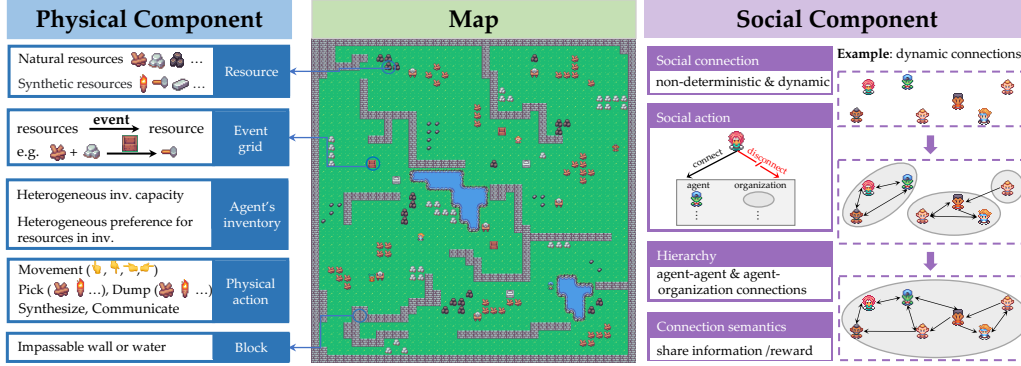 Physical Component
Natural resources ...
Synthetic resources ...
Resource
resources event resource
e.g. +
Event
grid
Heterogeneous inv. capacity
Heterogeneous preference for
resources in inv.
Agent's
inventory
Movement ( , , , )
Pick ( ...), Dump ( ...)
Synthesize, Communicate
Physical
action
Impassable wall or water
Block
Map
Social Component
Social connection
non-deterministic & dynamic
Social action
connect
disconnect
agent
organization
⋮
⋮
Hierarchy
agent-agent & agent-
organization connections
Connection semantics
share information /reward
Example: dynamic connections